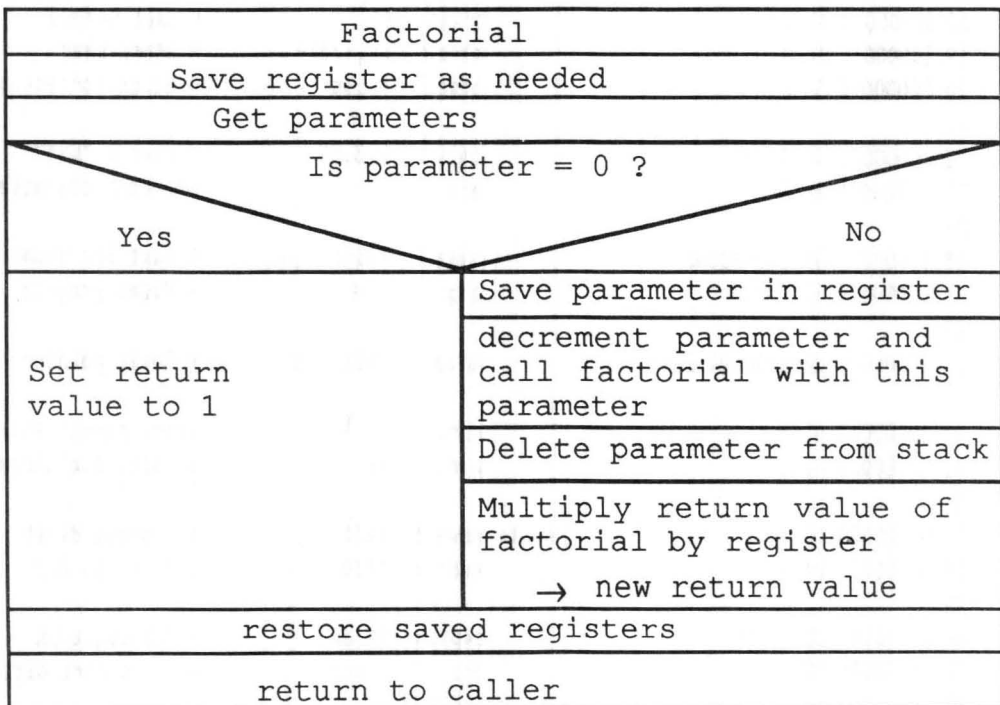 Factorial
Save register as needed
Get parameters
Is parameter = 0 ?
Yes
No
Set return
value to 1
Save parameter in register
decrement parameter and
call factorial with this
parameter
Delete parameter from stack
Multiply return value of
factorial by register
→ new return value
restore saved registers
return to caller